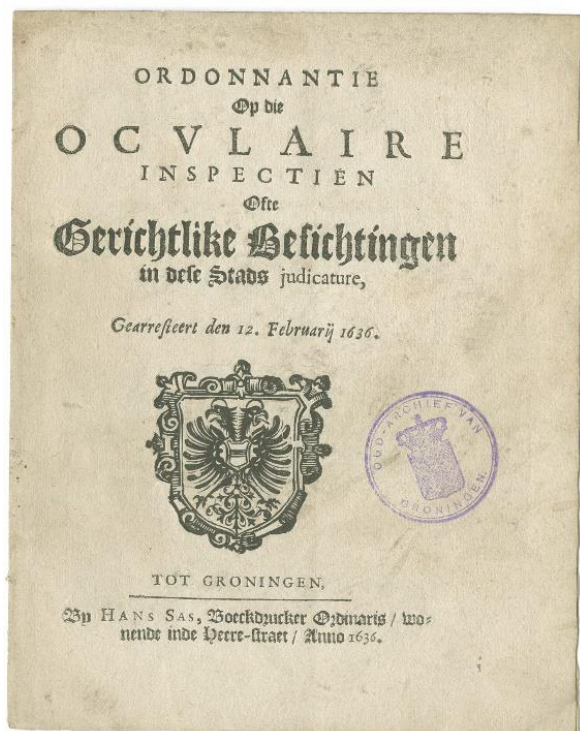 ORDONNANTIE
Op die
OCVLAIRE
INSPECTIEN
Ofte
Gerichtlike Besichtingen
in dese Stads judicature,
Gearresteert den 12. Februarij 1636.
OUD-ARCHIEF VAN
GRONINGEN
TOT GRONINGEN,
By HANS SAS, Boeckdrucker Ordinaris / wo-
nende inde Heere-straet / Anno 1636.